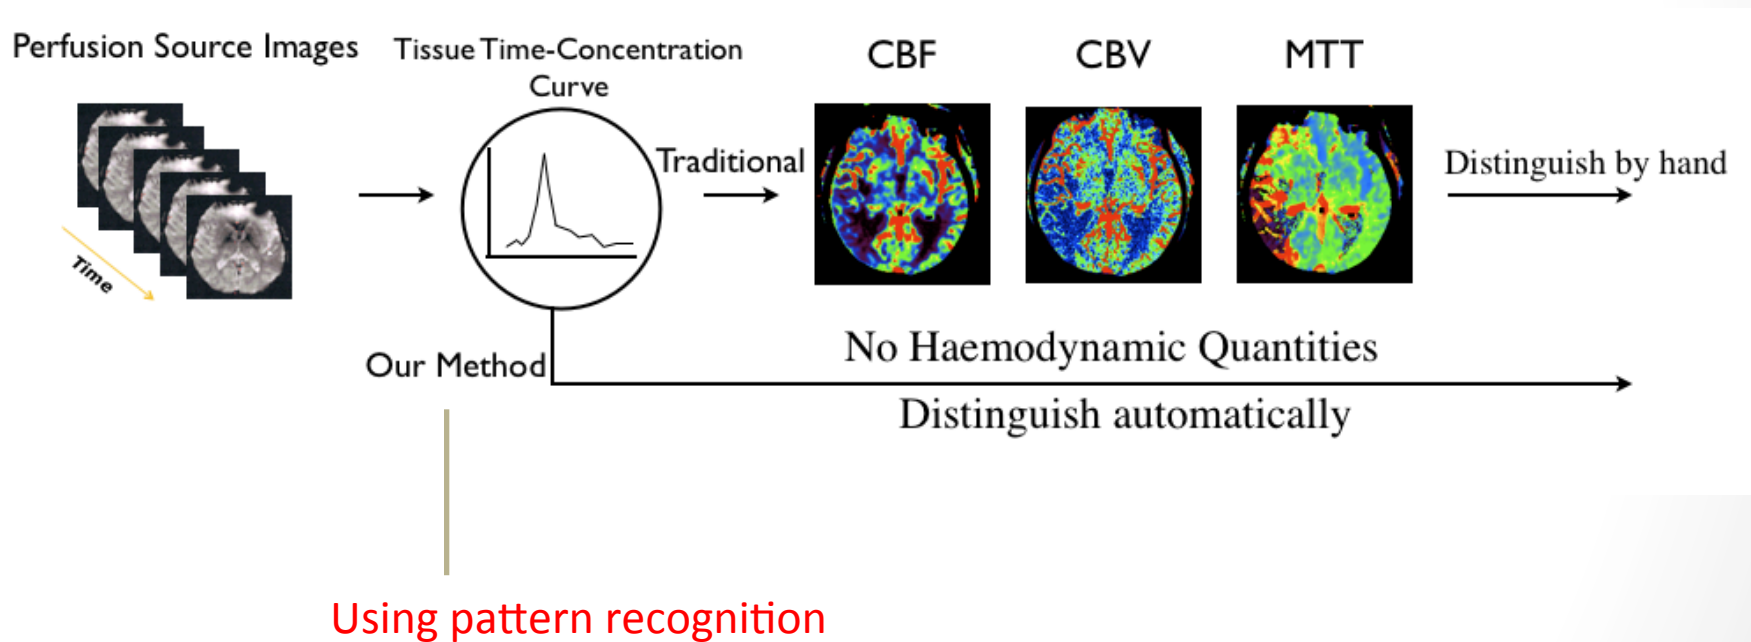 Perfusion Source Images
Tissue Time-Concentration
Curve
CBF
CBV
MTT
Time
Traditional
Distinguish by hand
Our Method
No Haemodynamic Quantities
Distinguish automatically
Using pattern recognition